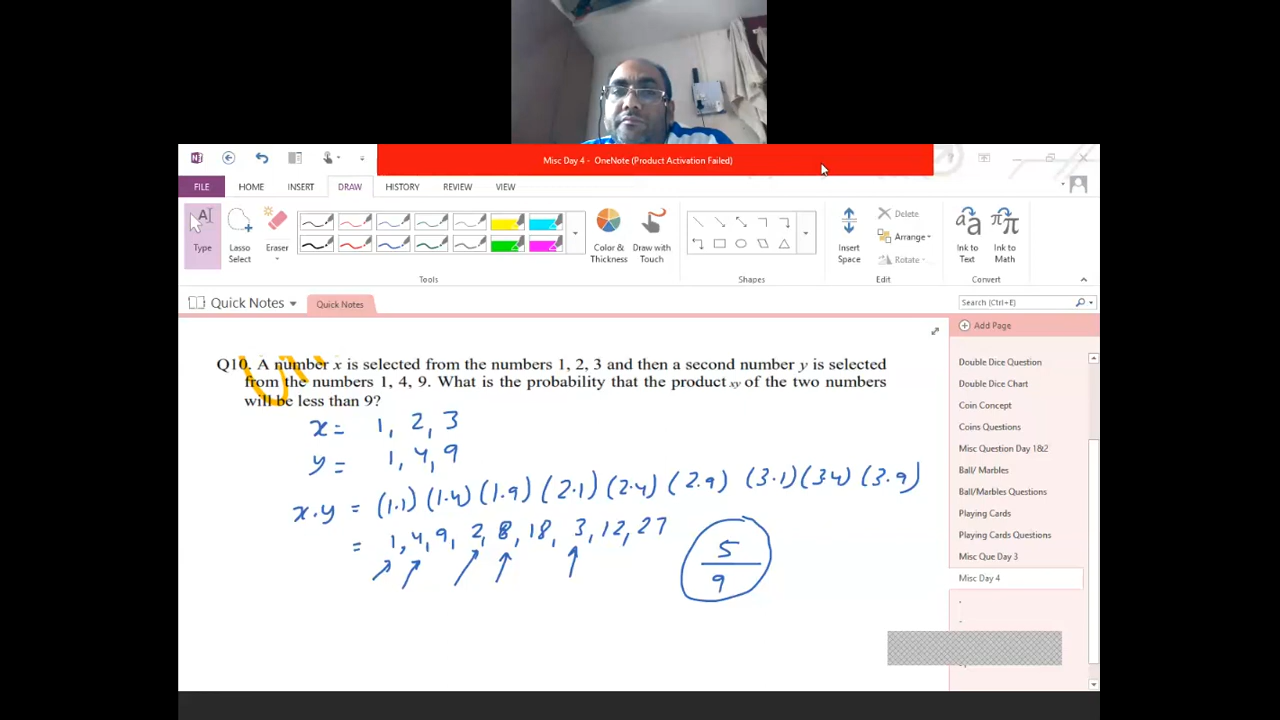 Misc Day 4 - OneNote (Product Activation Failed)
FILE HOME INSERT DRAW HISTORY REVIEW VIEW
Type
Lasso Select
Eraser
Color & Thickness
Draw with Touch
Insert Space
Delete
Arrange
Rotate
Ink to Text
Ink to Math
Tools
Shapes
Edit
Convert
Quick Notes
Quick Notes
Search (Ctrl+E)
Add Page
Q10. A number x is selected from the numbers 1, 2, 3 and then a second number y is selected
from the numbers 1, 4, 9. What is the probability that the product xy of the two numbers
will be less than 9?
x = 1, 2, 3
y = 1, 4, 9
x.y = (1.1) (1.4) (1.9) (2.1) (2.4) (2.9) (3.1) (3.4) (3.9)
= 1, 4, 9, 2, 8, 18, 3, 12, 27
5
9
Double Dice Question
Double Dice Chart
Coin Concept
Coins Questions
Misc Question Day 1&2
Ball/ Marbles
Ball/Marbles Questions
Playing Cards
Playing Cards Questions
Misc Que Day 3
Misc Day 4